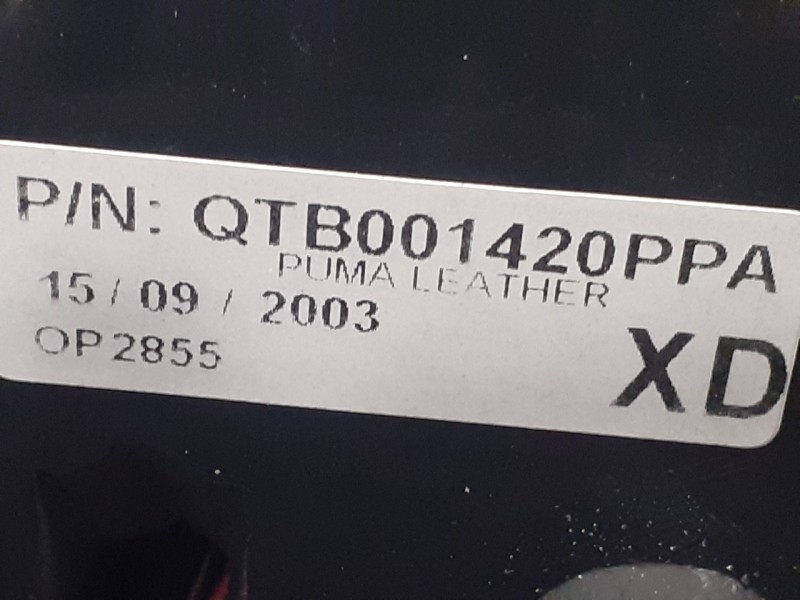 P/N: QTB001420PPA
PUMA LEATHER
15 / 09 / 2003
OP2855
XD